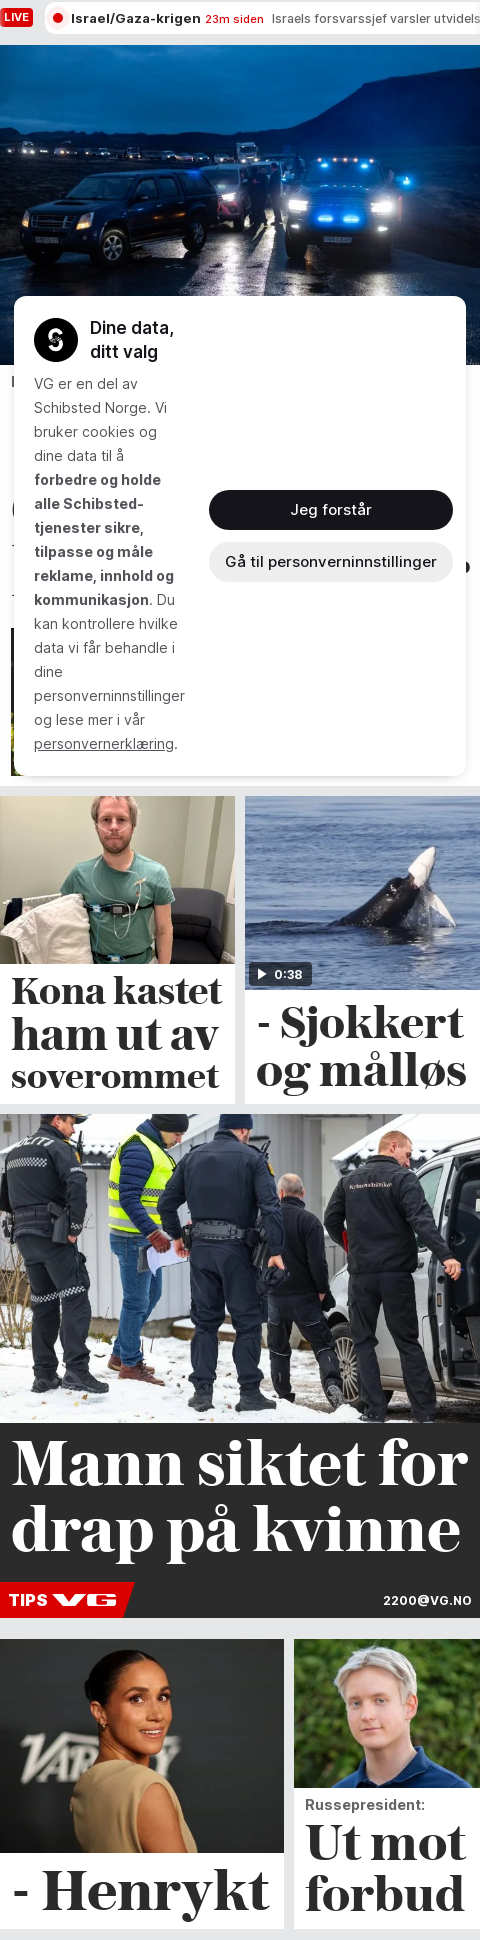 LIVE
Israel/Gaza-krigen 23m siden Israels forsvarssjef varsler utvidels
Dine data,
ditt valg
VG er en del av
Schibsted Norge. Vi
bruker cookies og
dine data til å
forbedre og holde
alle Schibsted-
tjenester sikre,
tilpasse og måle
reklame, innhold og
kommunikasjon. Du
kan kontrollere hvilke
data vi får behandle i
dine
personverninnstillinger
og lese mer i vår
personvernerklæring.
Jeg forstår
Gå til personverninnstillinger
Kona kastet
ham ut av
soverommet
0:38
- Sjokkert
og målløs
POLITI
Kriminaltekniker
Mann siktet for
drap på kvinne
TIPS VG
2200@VG.NO
VARIETY
- Henrykt
Russepresident:
Ut mot
forbud